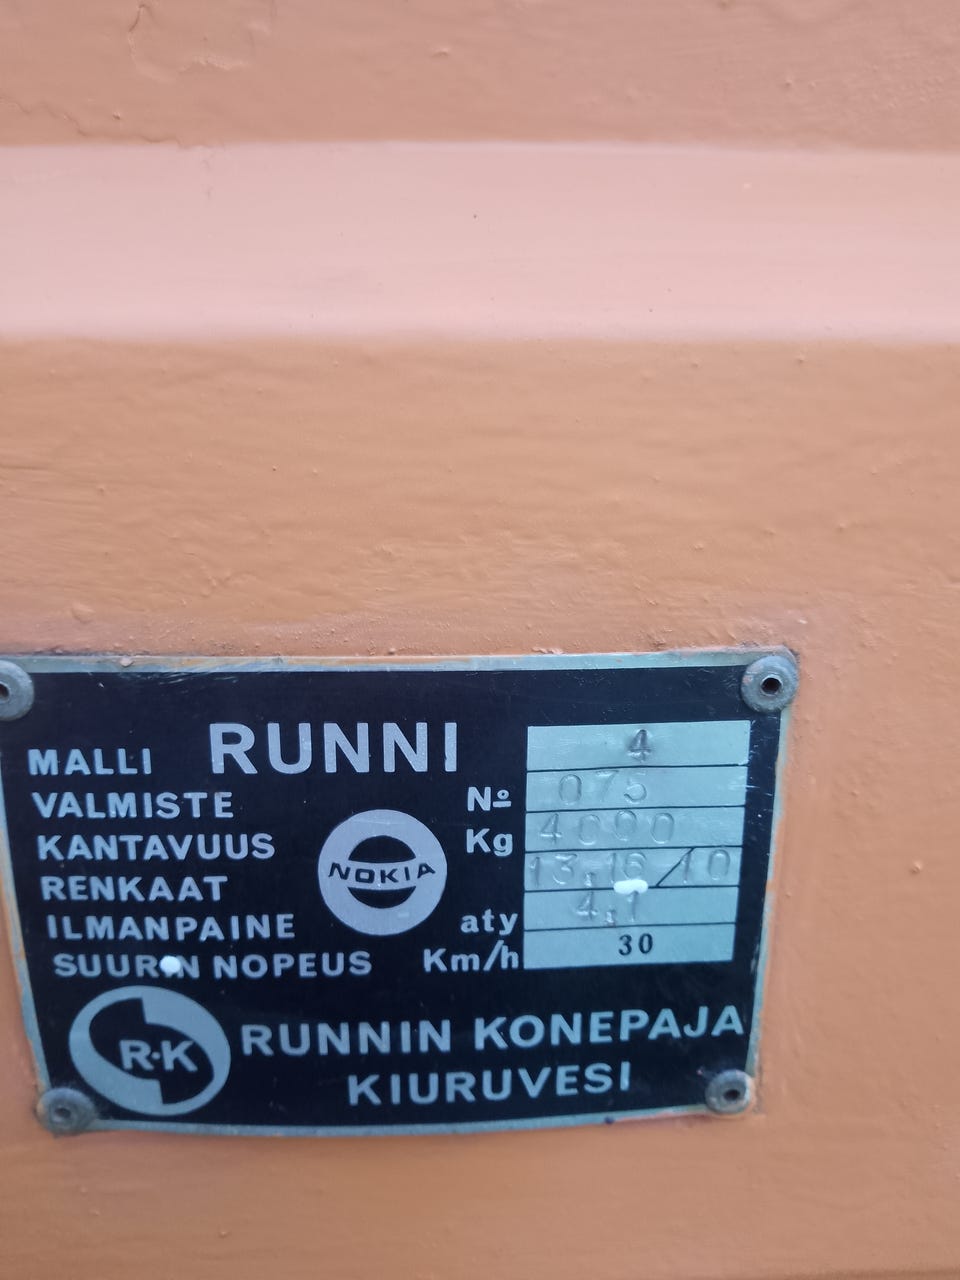 MALLI RUNNI 4
VALMISTE Nº 075
KANTAVUUS Kg 4000
RENKAAT 13.16/10
ILMANPAINE aty 4.1
SUURIN NOPEUS Km/h 30
NOKIA
R·K
RUNNIN KONEPAJA
KIURUVESI